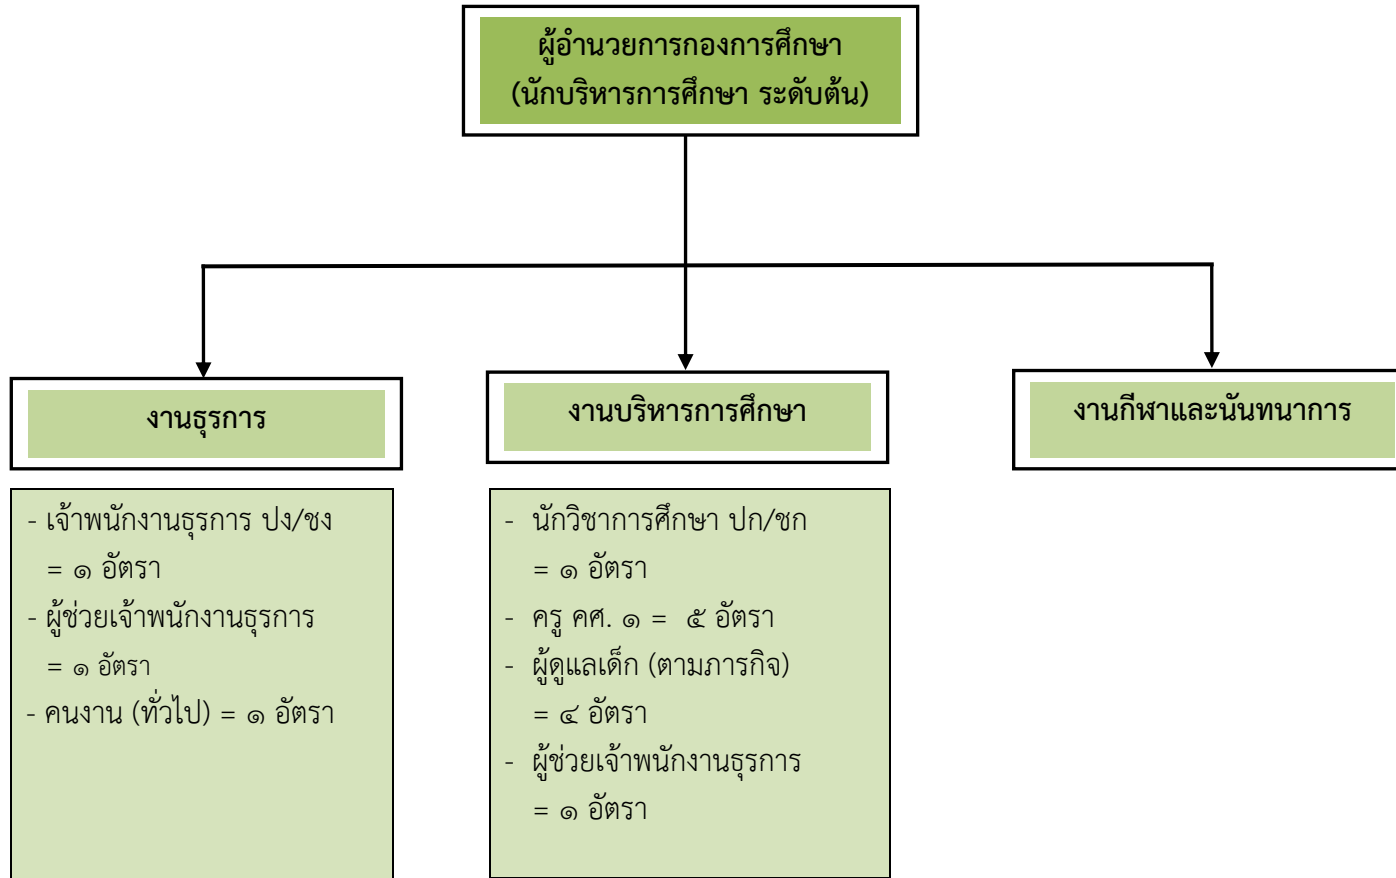 ผู้อำนวยการกองการศึกษา
(นักบริหารการศึกษา ระดับต้น)
งานธุรการ
งานบริหารการศึกษา
งานกีฬาและนันทนาการ
- เจ้าพนักงานธุรการ ปง/ชง
= ๑ อัตรา
- ผู้ช่วยเจ้าพนักงานธุรการ
= ๑ อัตรา
- คนงาน (ทั่วไป) = ๑ อัตรา
- นักวิชาการศึกษา ปก/ชก
= ๑ อัตรา
- ครู คศ. ๑ = ๕ อัตรา
- ผู้ดูแลเด็ก (ตามภารกิจ)
= ๔ อัตรา
- ผู้ช่วยเจ้าพนักงานธุรการ
= ๑ อัตรา